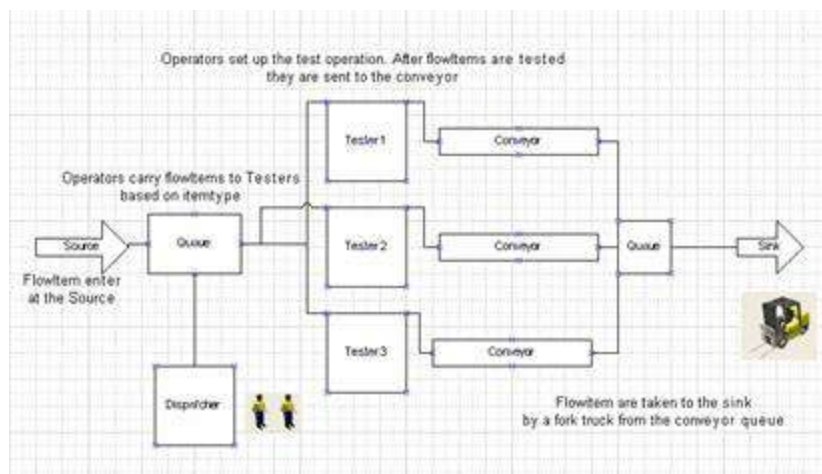 Operators set up the test operation. After flowItems are tested
they are sent to the conveyor
Tester1
Conveyor
Operators carry flowItems to Testers
based on itemtype
Source
Queue
Tester2
Conveyor
Queue
Sink
FlowItem enter
at the Source
Tester3
Conveyor
Dispatcher
FlowItem are taken to the sink
by a fork truck from the conveyor queue